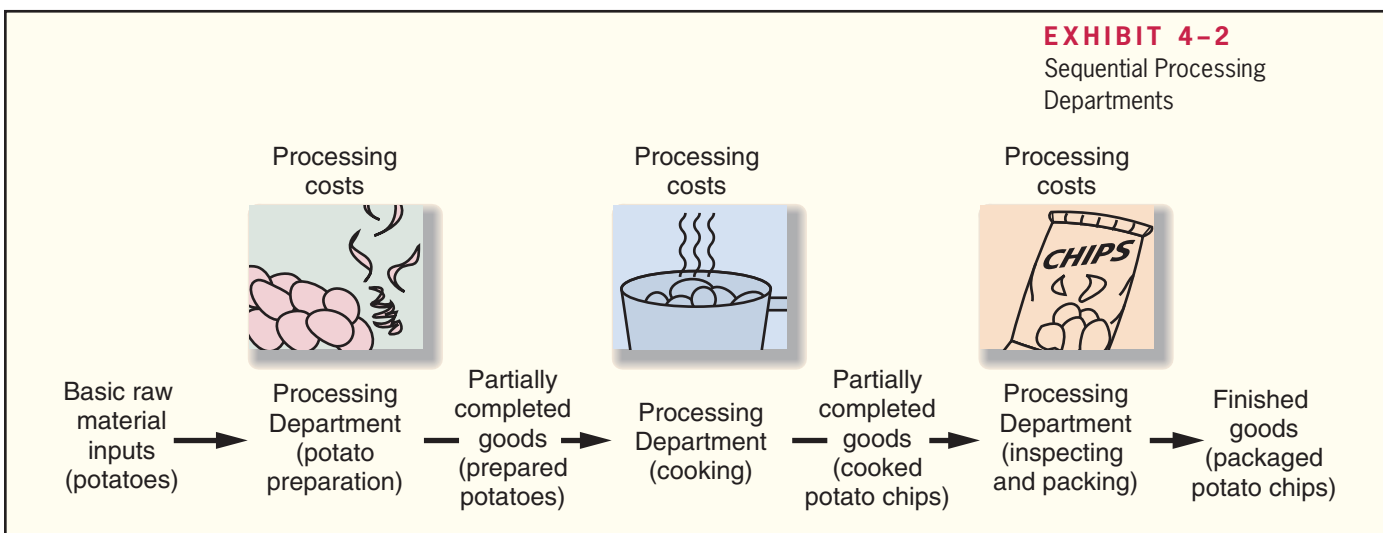 EXHIBIT 4–2
Sequential Processing
Departments
Processing
costs
Processing
costs
Processing
costs
CHIPS
Basic raw
material
inputs
(potatoes)
Processing
Department
(potato
preparation)
Partially
completed
goods
(prepared
potatoes)
Processing
Department
(cooking)
Partially
completed
goods
(cooked
potato chips)
Processing
Department
(inspecting
and packing)
Finished
goods
(packaged
potato chips)